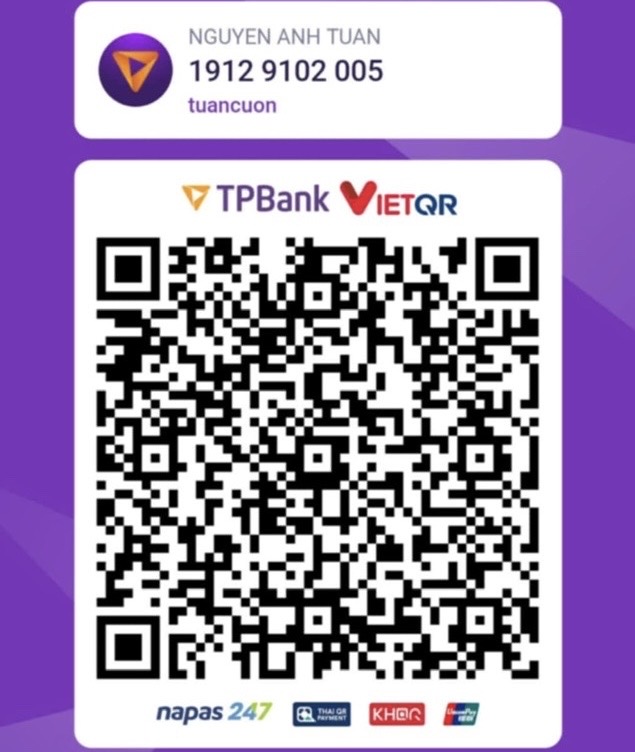 NGUYEN ANH TUAN
1912 9102 005
tuancuon
TPBank VIETQR
napas 247 THAI QR PAYMENT KHQR UnionPay